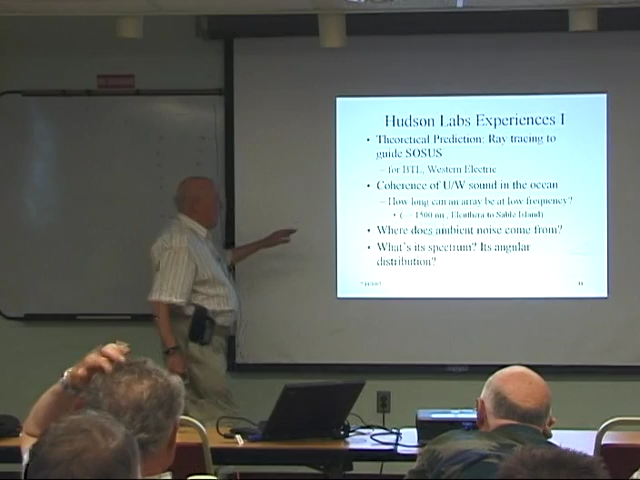 Hudson Labs Experiences I
• Theoretical Prediction: Ray tracing to
guide SOSUS
– for BTL, Western Electric
• Coherence of U/W sound in the ocean
– How long can an array be at low frequency?
1500 nm, Eleuthera to Sable Island)
• Where does ambient noise come from?
• What's its spectrum? Its angular
distribution?